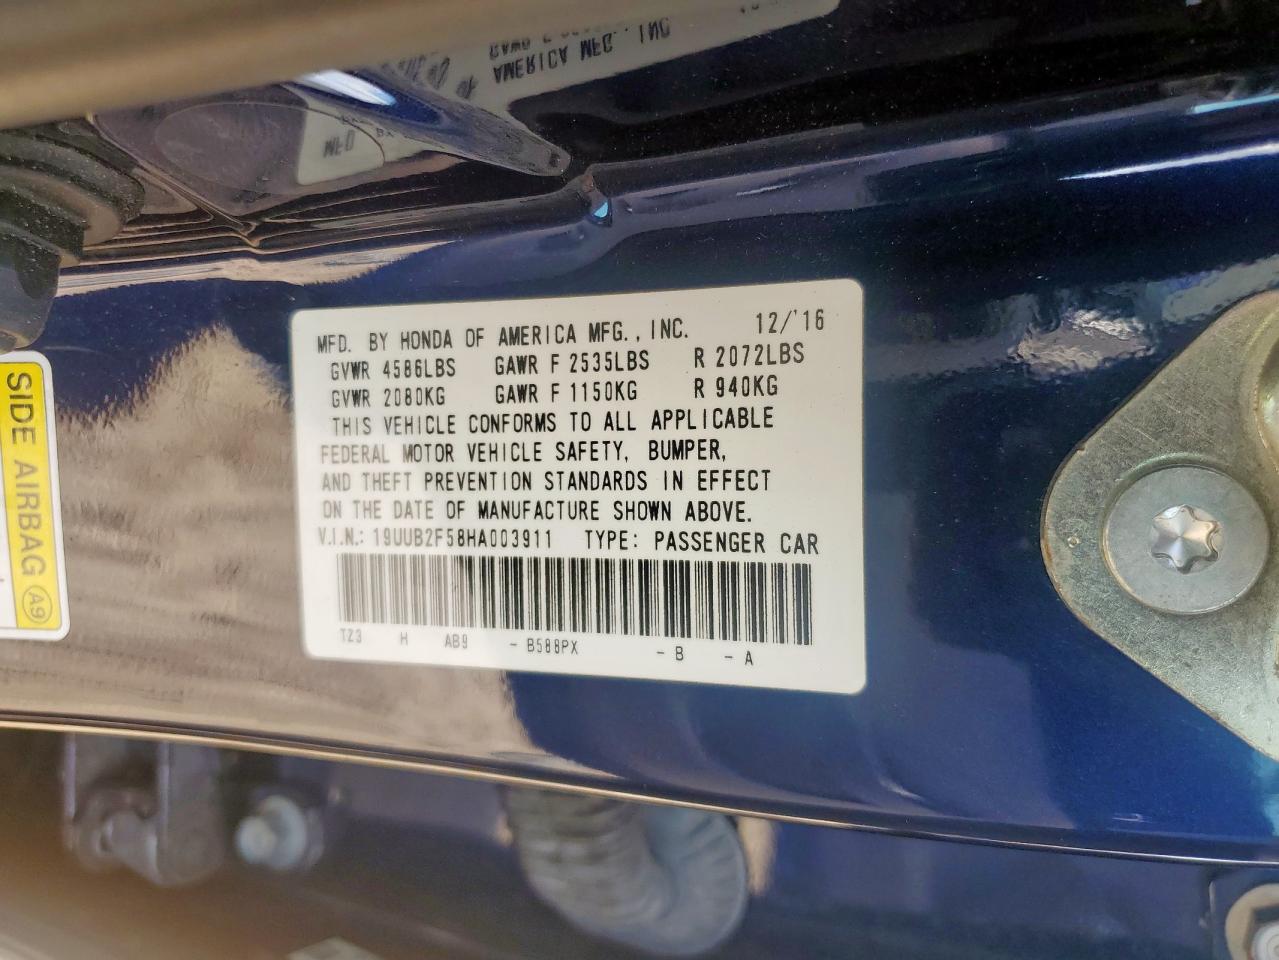 MFD. BY HONDA OF AMERICA MFG., INC. 12/'16
GVWR 4586LBS GAWR F 2535LBS R 2072LBS
GVWR 2080KG GAWR F 1150KG R 940KG
THIS VEHICLE CONFORMS TO ALL APPLICABLE
FEDERAL MOTOR VEHICLE SAFETY, BUMPER,
AND THEFT PREVENTION STANDARDS IN EFFECT
ON THE DATE OF MANUFACTURE SHOWN ABOVE.
V.I.N.: 19UUB2F58HA003911 TYPE: PASSENGER CAR
TZ3 H AB9 - B588PX - B - A
SIDE AIRBAG A9
AMERICA MFG., INC
MFD